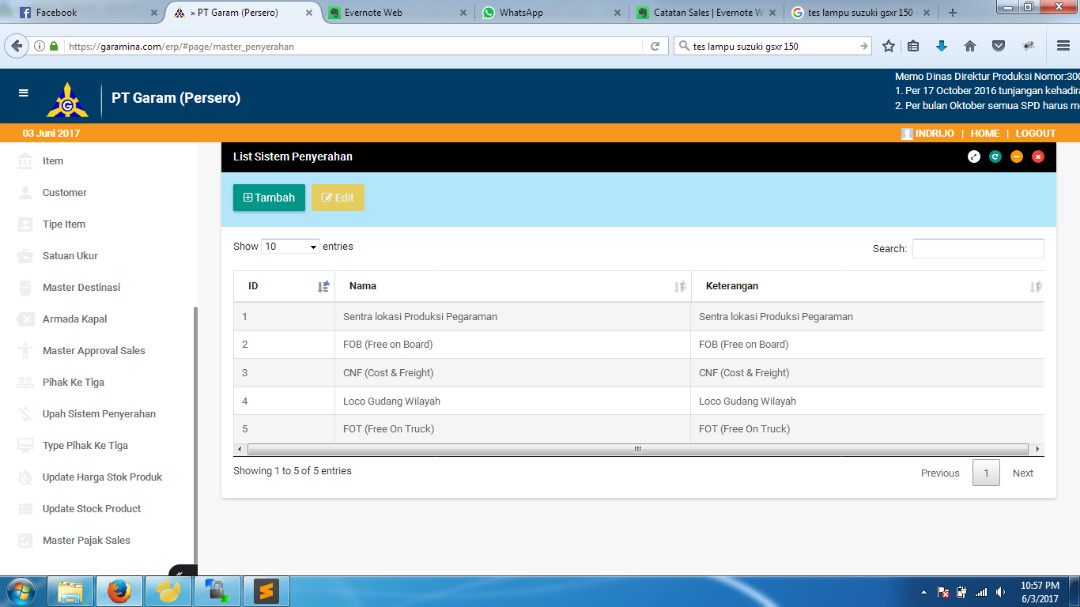 Facebook
» PT Garam (Persero)
Evernote Web
WhatsApp
Catatan Sales | Evernote W
tes lampu suzuki gsxr 150 -
https://garamina.com/erp/#page/master_penyerahan
tes lampu suzuki gsxr 150
PT Garam (Persero)
Memo Dinas Direktur Produksi Nomor:300
1. Per 17 October 2016 tunjangan kehadira
2. Per bulan Oktober semua SPD harus m
03 Juni 2017
INDRIJO | HOME | LOGOUT
Item
Customer
Tipe Item
Satuan Ukur
Master Destinasi
Armada Kapal
Master Approval Sales
Pihak Ke Tiga
Upah Sistem Penyerahan
Type Pihak Ke Tiga
Update Harga Stok Produk
Update Stock Product
Master Pajak Sales
List Sistem Penyerahan
Tambah Edit
Show 10 entries
Search:
ID Nama Keterangan
1 Sentra lokasi Produksi Pegaraman Sentra lokasi Produksi Pegaraman
2 FOB (Free on Board) FOB (Free on Board)
3 CNF (Cost & Freight) CNF (Cost & Freight)
4 Loco Gudang Wilayah Loco Gudang Wilayah
5 FOT (Free On Truck) FOT (Free On Truck)
Showing 1 to 5 of 5 entries
Previous 1 Next
10:57 PM
6/3/2017